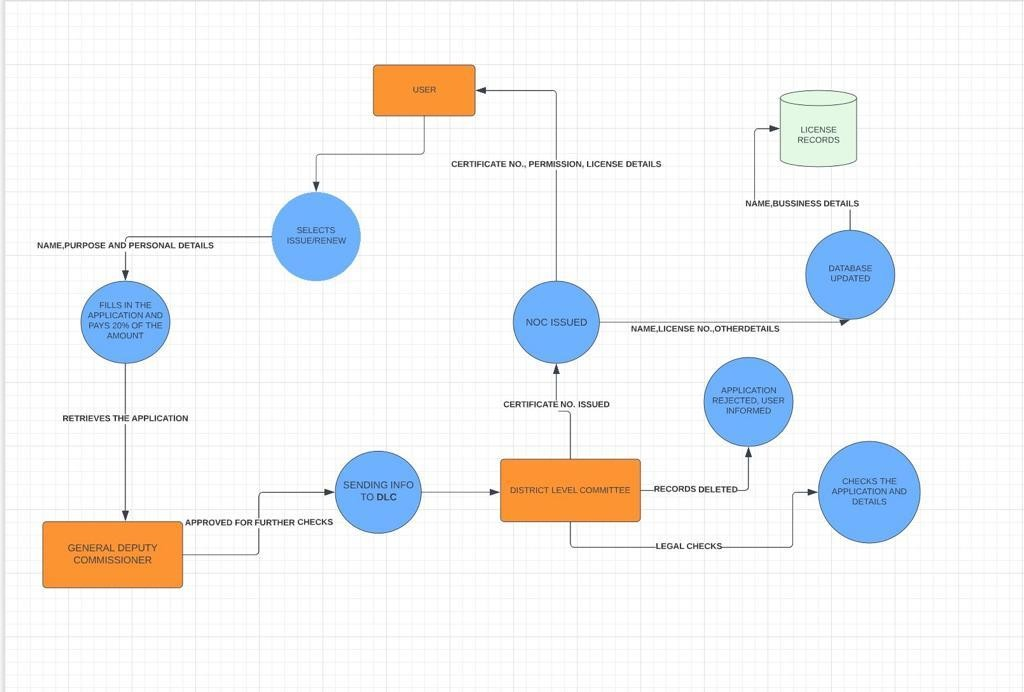 USER
CERTIFICATE NO., PERMISSION, LICENSE DETAILS
LICENSE
RECORDS
NAME,BUSSINESS DETAILS
SELECTS
ISSUE/RENEW
NAME,PURPOSE AND PERSONAL DETAILS
DATABASE
UPDATED
FILLS IN THE
APPLICATION AND
PAYS 20% OF THE
AMOUNT
NOC ISSUED
NAME,LICENSE NO.,OTHERDETAILS
CERTIFICATE NO. ISSUED
APPLICATION
REJECTED, USER
INFORMED
RETRIEVES THE APPLICATION
SENDING INFO
TO DLC
DISTRICT LEVEL COMMITTEE
RECORDS DELETED
CHECKS THE
APPLICATION AND
DETAILS
APPROVED FOR FURTHER CHECKS
GENERAL DEPUTY
COMMISSIONER
LEGAL CHECKS